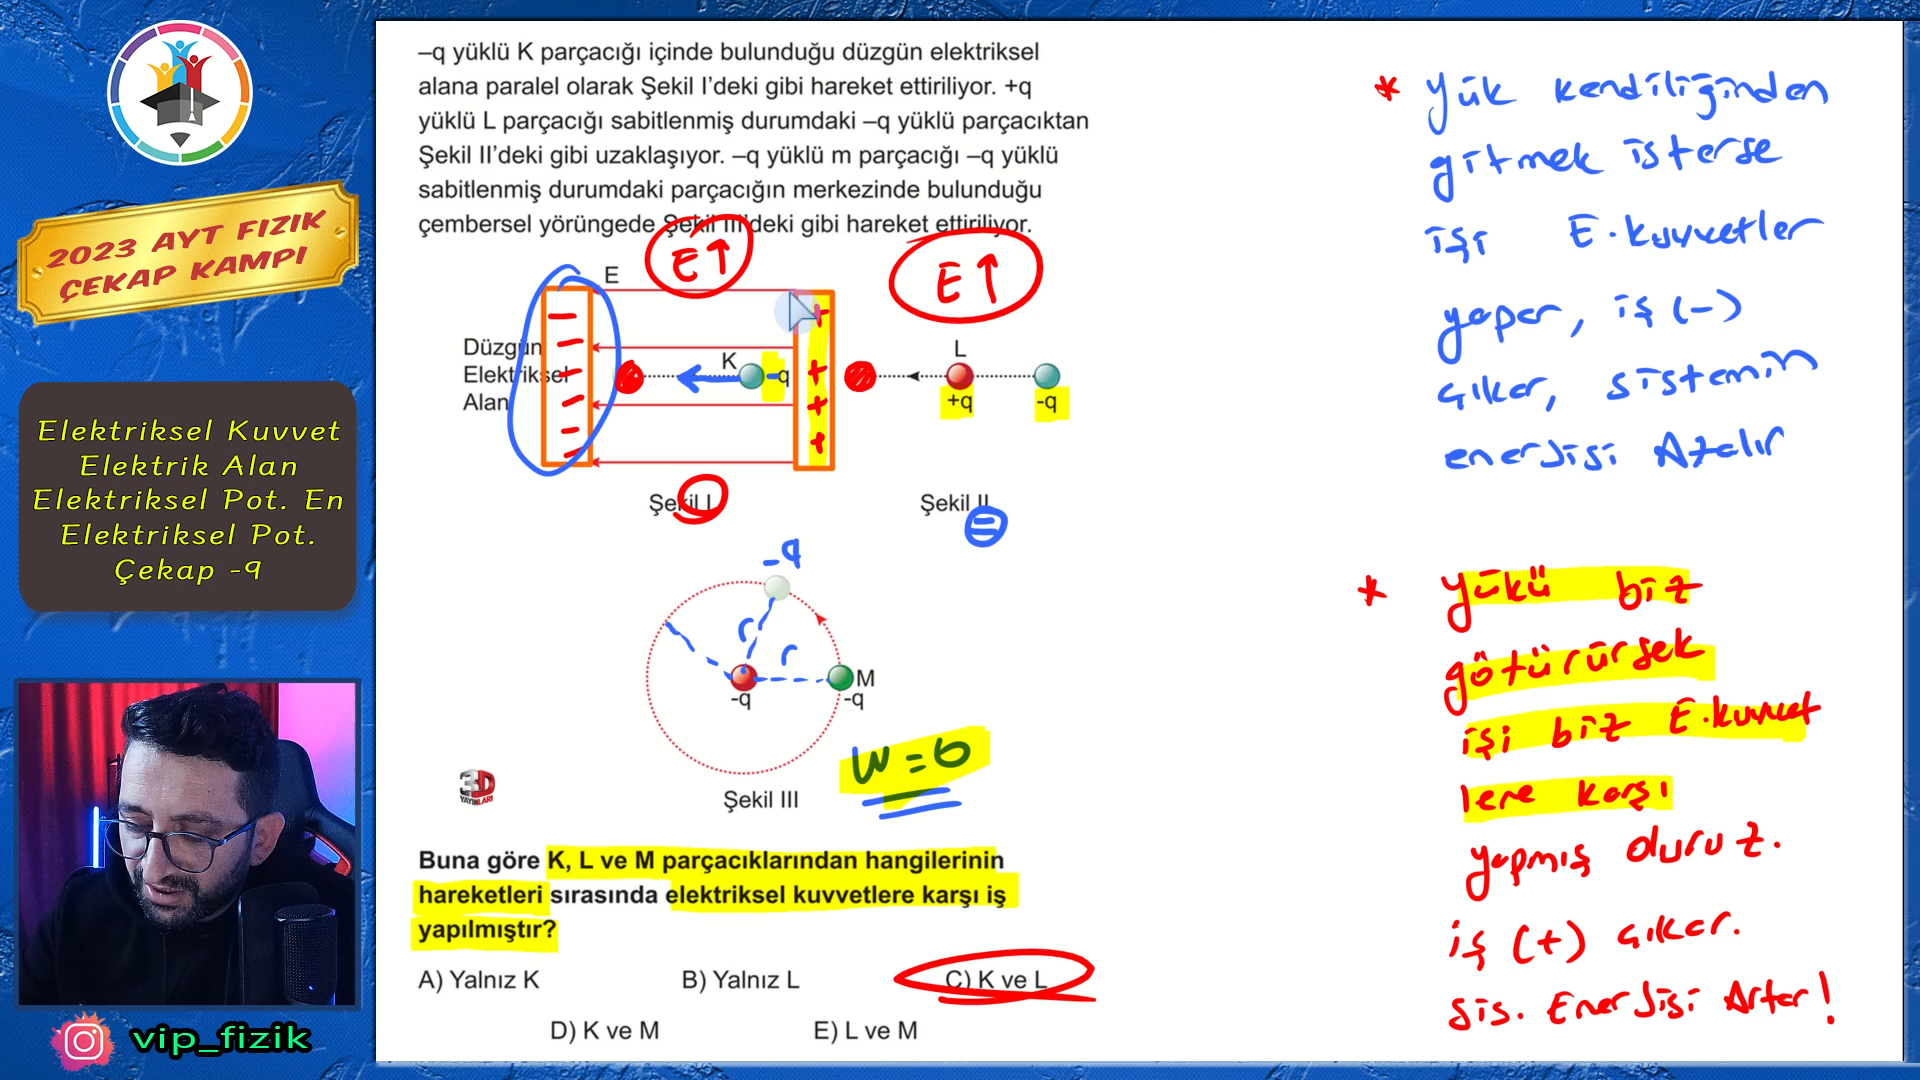 2023 AYT FIZIK
ÇEKAP KAMPI
Elektriksel Kuvvet
Elektrik Alan
Elektriksel Pot. En
Elektriksel Pot.
Çekap -9
vip_fizik
–q yüklü K parçacığı içinde bulunduğu düzgün elektriksel
alana paralel olarak Şekil I'deki gibi hareket ettiriliyor. +q
yüklü L parçacığı sabitlenmiş durumdaki –q yüklü parçacıktan
Şekil II'deki gibi uzaklaşıyor. –q yüklü m parçacığı –q yüklü
sabitlenmiş durumdaki parçacığın merkezinde bulunduğu
çembersel yörüngede Şekil III'deki gibi hareket ettiriliyor.
E
E↑
E↑
Düzgün
Elektriksel
Alan
K
-q
L
+q
-q
Şekil I
Şekil II
-q
r
r
M
-q
-q
W = 0
3D
YAYINLARI
Şekil III
Buna göre K, L ve M parçacıklarından hangilerinin
hareketleri sırasında elektriksel kuvvetlere karşı iş
yapılmıştır?
A) Yalnız K
B) Yalnız L
C) K ve L
D) K ve M
E) L ve M
* yük kendiliğinden
gitmek isterse
işi E.kuvvetler
yapar, iş (-)
çıkar, sistemin
enerjisi Azalır
* yükü biz
götürürsek
işi biz E.kuvvet
lere karşı
yapmış oluruz.
iş (+) çıkar.
sis. Enerjisi Artar!